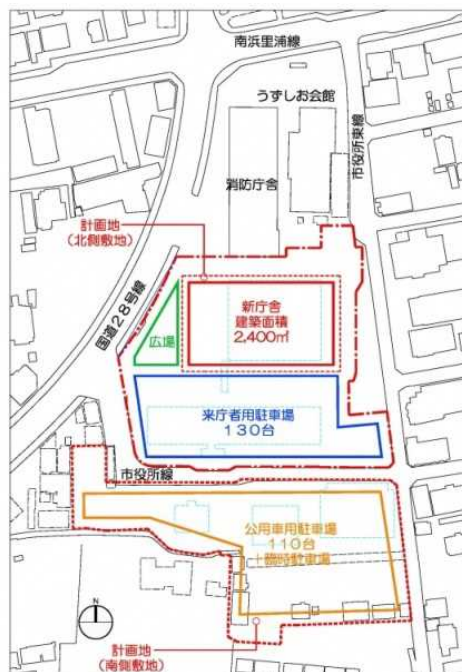 南浜里浦線
うずしお会館
市役所東線
消防庁舎
計画地
(北側敷地)
国道28号線
新庁舎
建築面積
2,400㎡
広場
来庁者用駐車場
130台
市役所線
公用車用駐車場
110台
+臨時駐車場
N
計画地
(南側敷地)